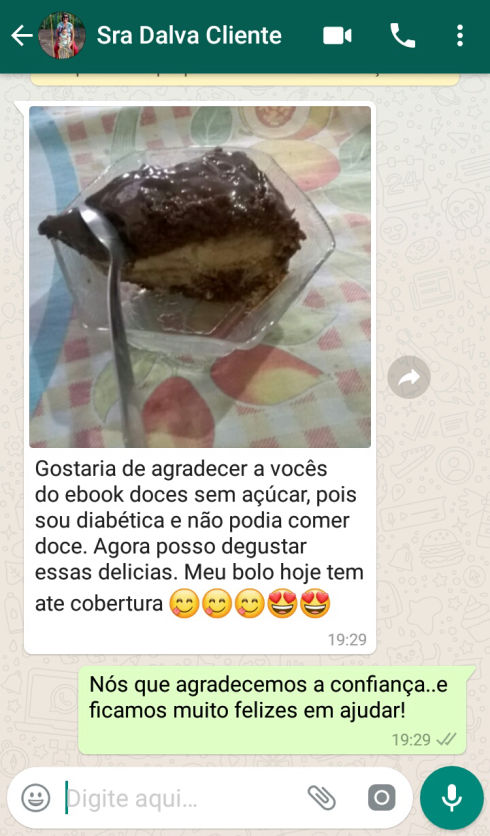 Sra Dalva Cliente
Gostaria de agradecer a vocês
do ebook doces sem açúcar, pois
sou diabética e não podia comer
doce. Agora posso degustar
essas delicias. Meu bolo hoje tem
ate cobertura 😋😋😋😍😍
19:29
Nós que agradecemos a confiança..e
ficamos muito felizes em ajudar!
19:29
Digite aqui...